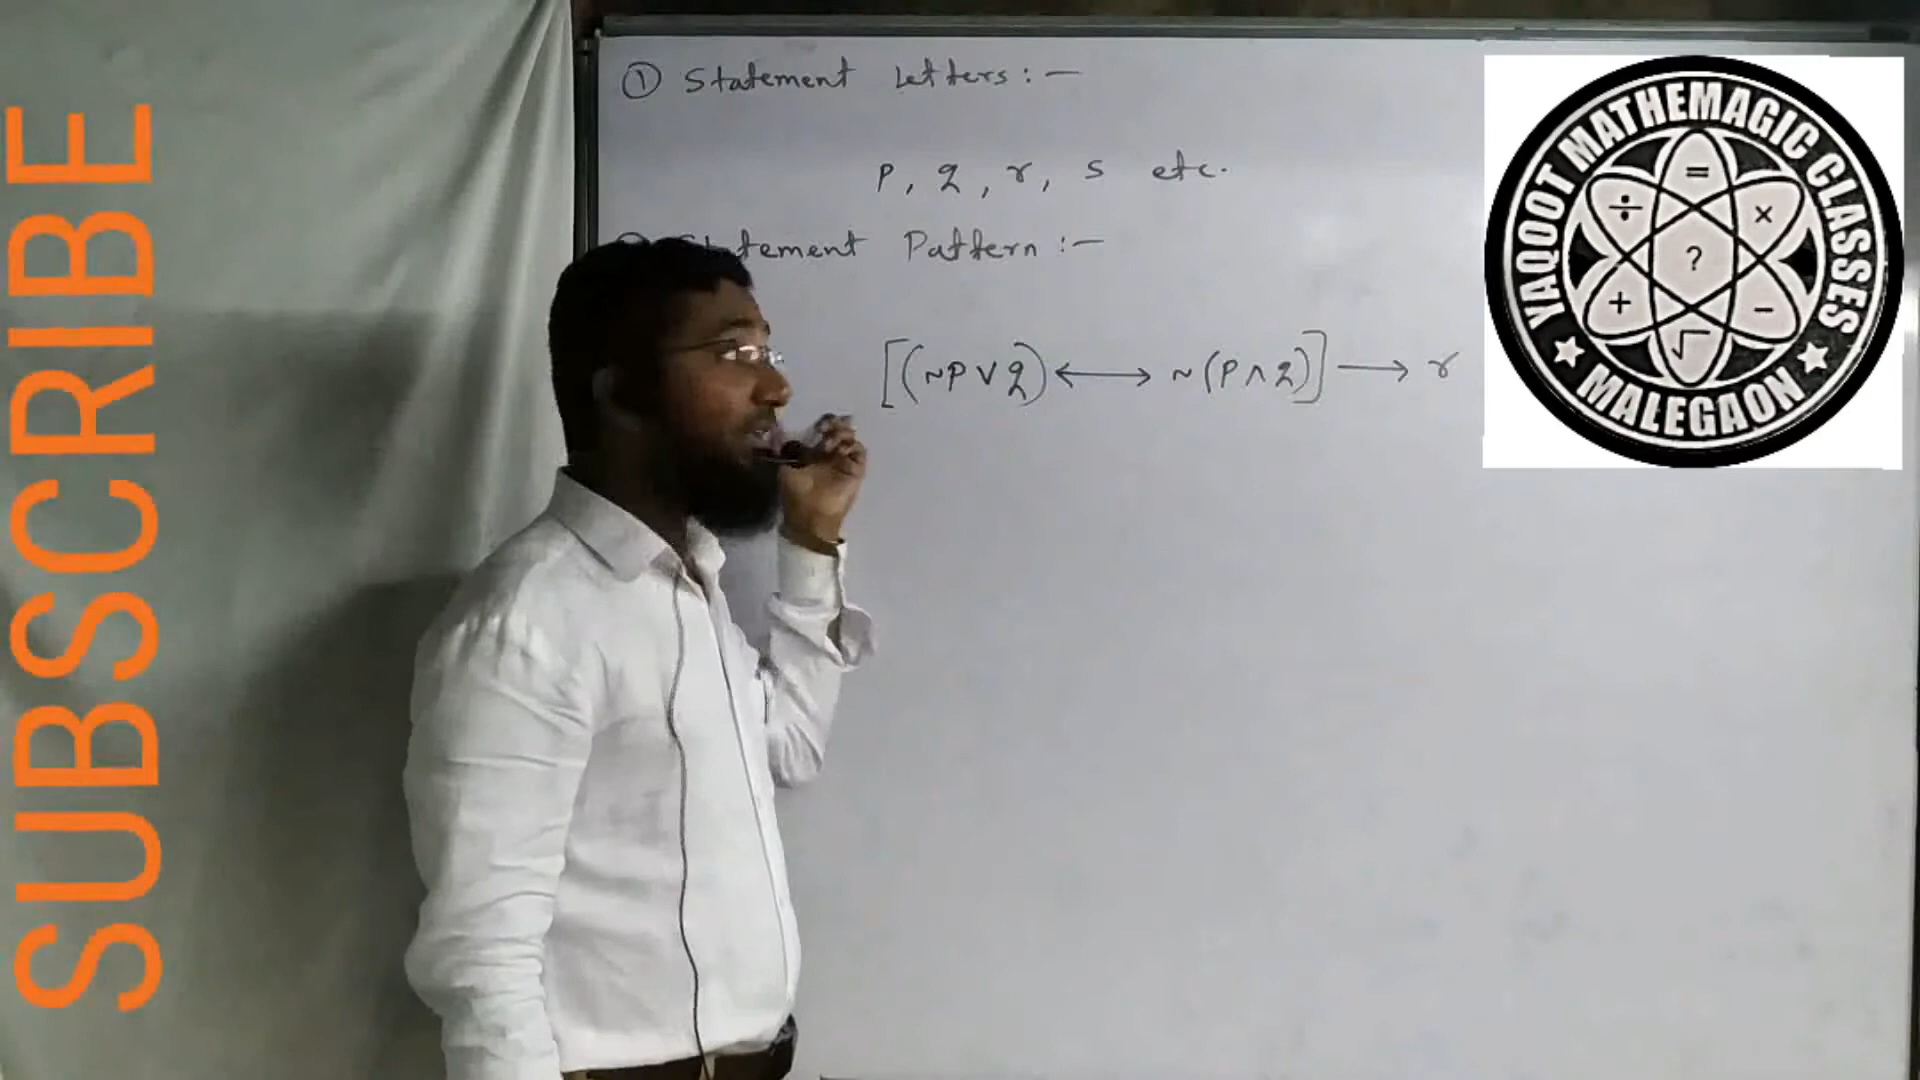 SUBSCRIBE
① Statement Letters :—
p, q, r, s etc.
Statement Pattern :—
[(~p∨q)⟷~(p∧q)]⟶r
YAQOOT MATHEMAGIC CLASSES
÷ = ×
?
+ √ −
★ MALEGAON ★